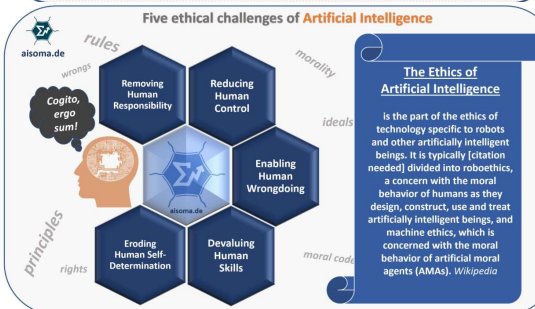 Five ethical challenges of Artificial Intelligence
aisoma.de
rules
wrongs
morality
ideals
principles
rights
moral code
Cogito,
ergo
sum!
Removing
Human
Responsibility
Reducing
Human
Control
Enabling
Human
Wrongdoing
aisoma.de
Eroding
Human Self-
Determination
Devaluing
Human
Skills
The Ethics of
Artificial Intelligence
is the part of the ethics of
technology specific to robots
and other artificially intelligent
beings. It is typically [citation
needed] divided into roboethics,
a concern with the moral
behavior of humans as they
design, construct, use and treat
artificially intelligent beings, and
machine ethics, which is
concerned with the moral
behavior of artificial moral
agents (AMAs). Wikipedia